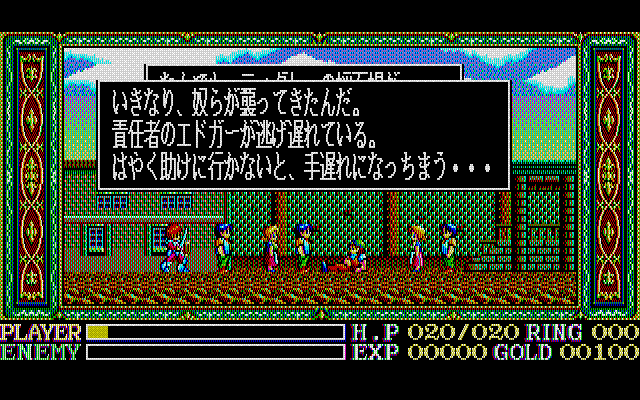 いきなり、奴らが襲ってきたんだ。
責任者のエドガーが逃げ遅れている。
はやく助けに行かないと、手遅れになっちまう・・・
PLAYER
H.P 020/020 RING 000
ENEMY
EXP 00000 GOLD 00100